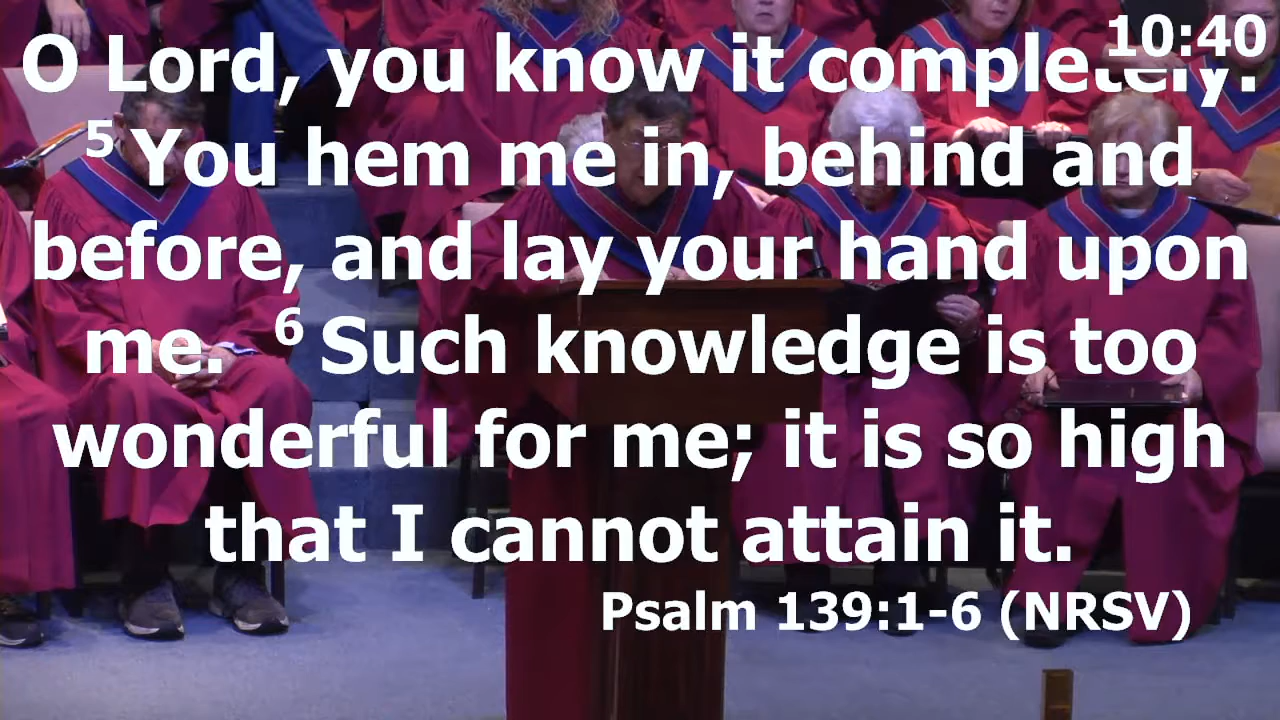 10:40
O Lord, you know it completely.
5 You hem me in, behind and
before, and lay your hand upon
me. 6 Such knowledge is too
wonderful for me; it is so high
that I cannot attain it.
Psalm 139:1-6 (NRSV)